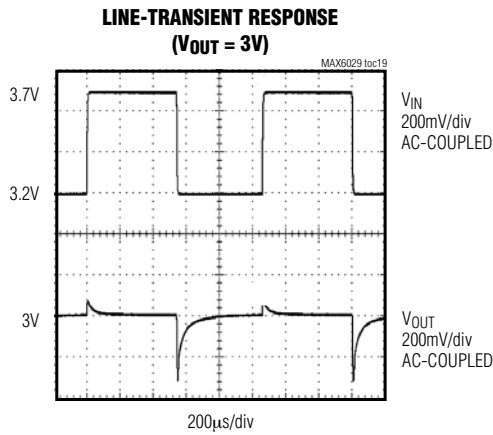 LINE-TRANSIENT RESPONSE
(VOUT = 3V)
MAX6029 toc19
3.7V
VIN
200mV/div
AC-COUPLED
3.2V
3V
VOUT
200mV/div
AC-COUPLED
200μs/div